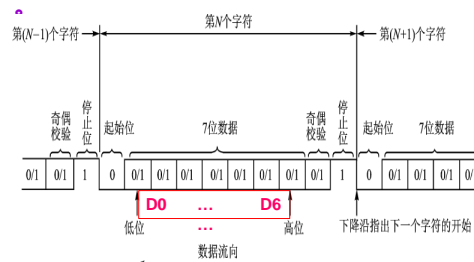 第N个字符
第(N−1)个字符
第(N+1)个字符
奇偶校验 停止位 起始位 7位数据 奇偶校验 停止位 起始位 7位数据
0/1 0/1 1 0 0/1 0/1 0/1 0/1 0/1 0/1 0/1 0/1 1 0 0/1 0/1 0/1
D0 … D6
低位 … 高位 下降沿指出下一个字符的开始
数据流向